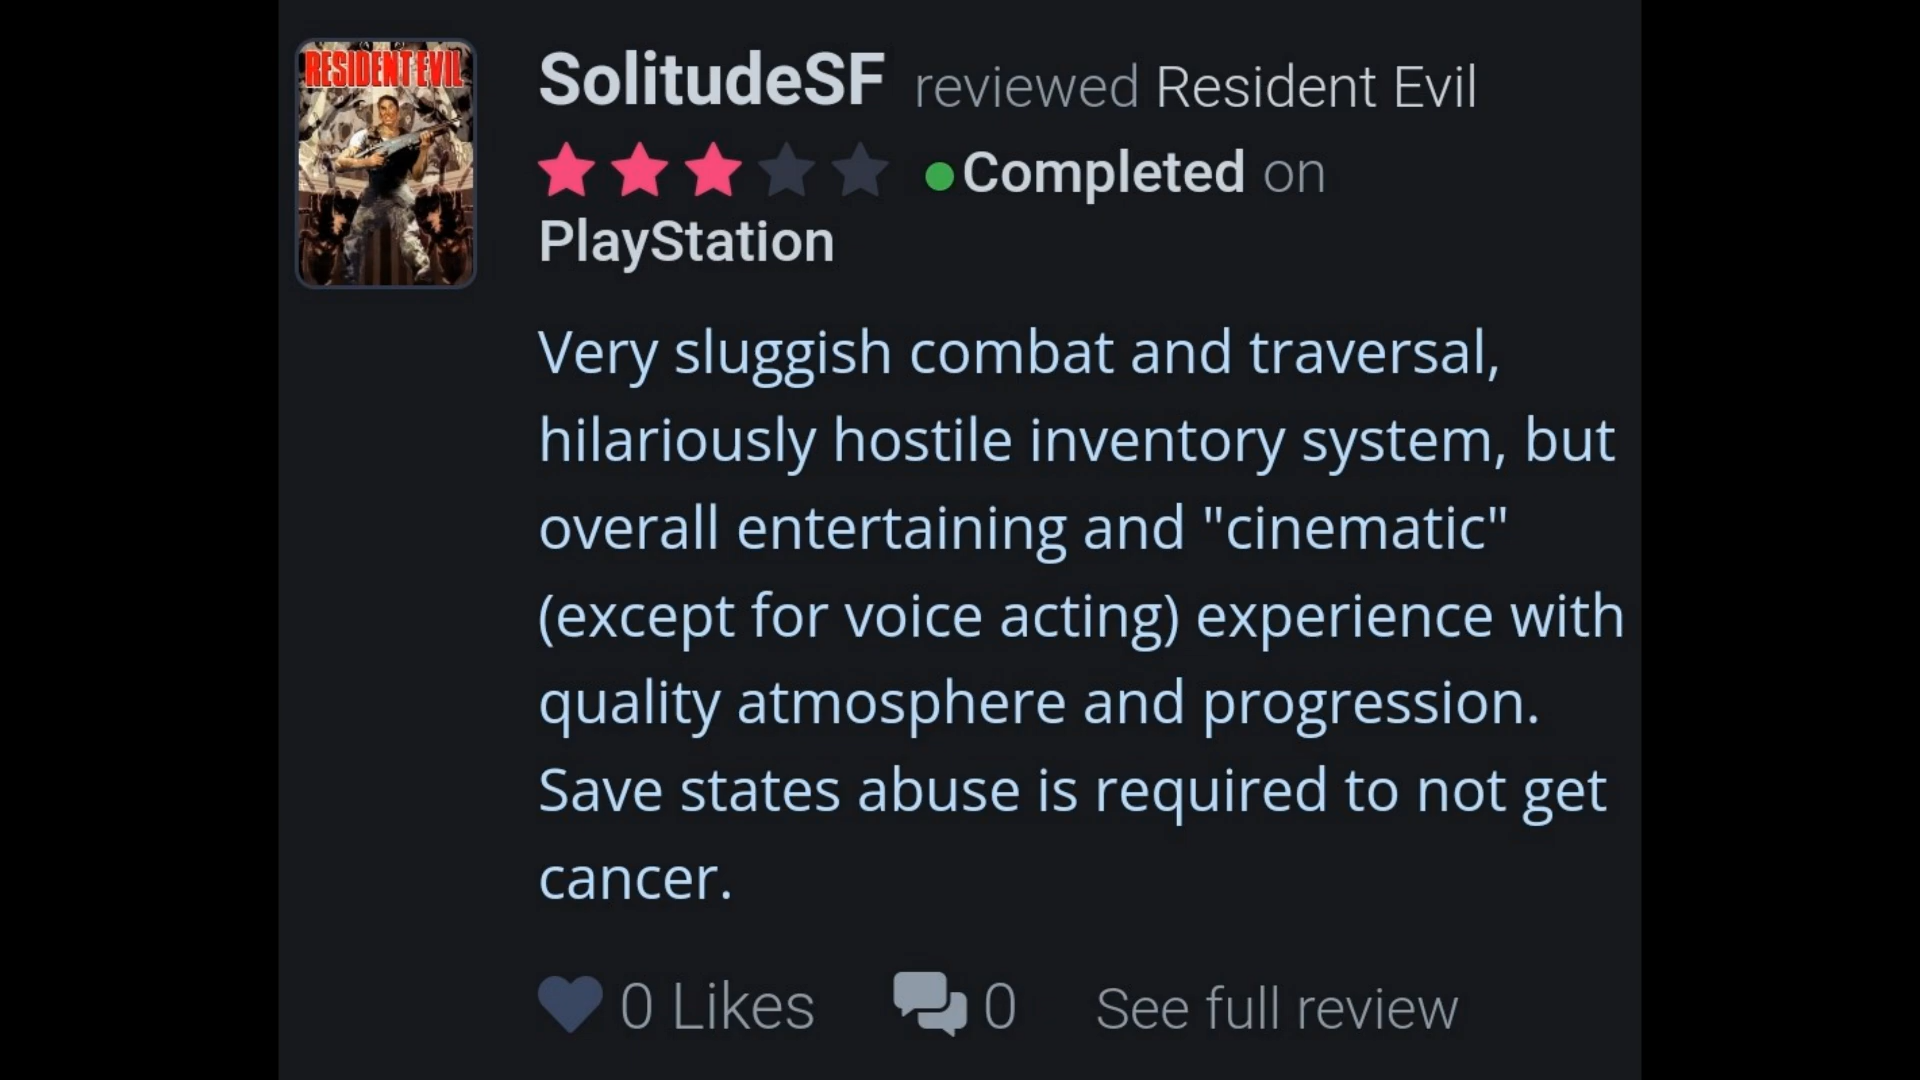 RESIDENT EVIL
SolitudeSF reviewed Resident Evil
Completed on
PlayStation
Very sluggish combat and traversal,
hilariously hostile inventory system, but
overall entertaining and "cinematic"
(except for voice acting) experience with
quality atmosphere and progression.
Save states abuse is required to not get
cancer.
0 Likes 0 See full review